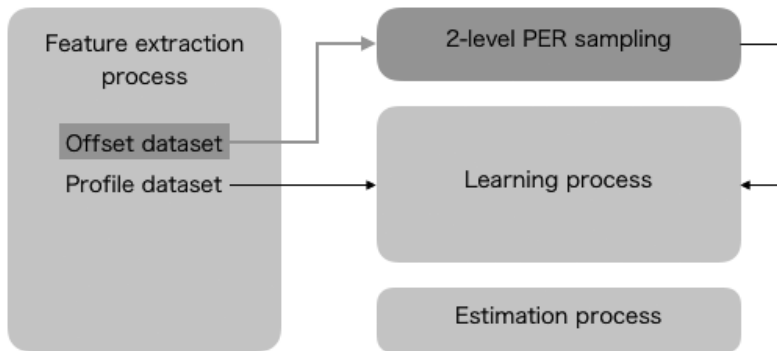 Feature extraction
process
Offset dataset
Profile dataset
2-level PER sampling
Learning process
Estimation process